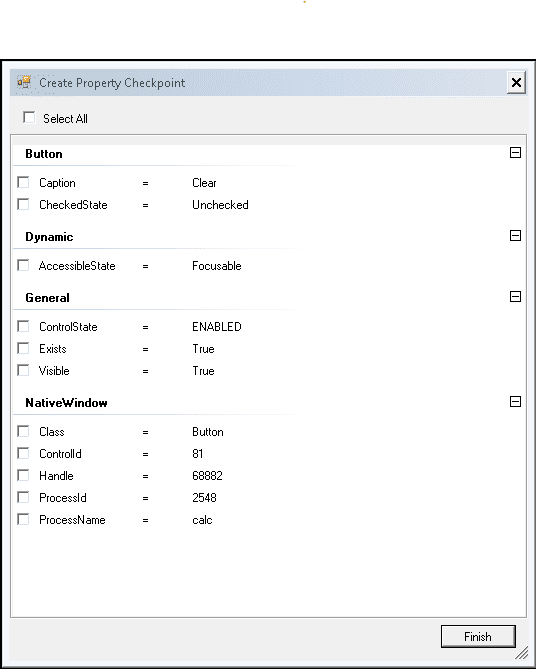 Create Property Checkpoint
Select All
Button
Caption = Clear
CheckedState = Unchecked
Dynamic
AccessibleState = Focusable
General
ControlState = ENABLED
Exists = True
Visible = True
NativeWindow
Class = Button
ControlId = 81
Handle = 68882
ProcessId = 2548
ProcessName = calc
Finish